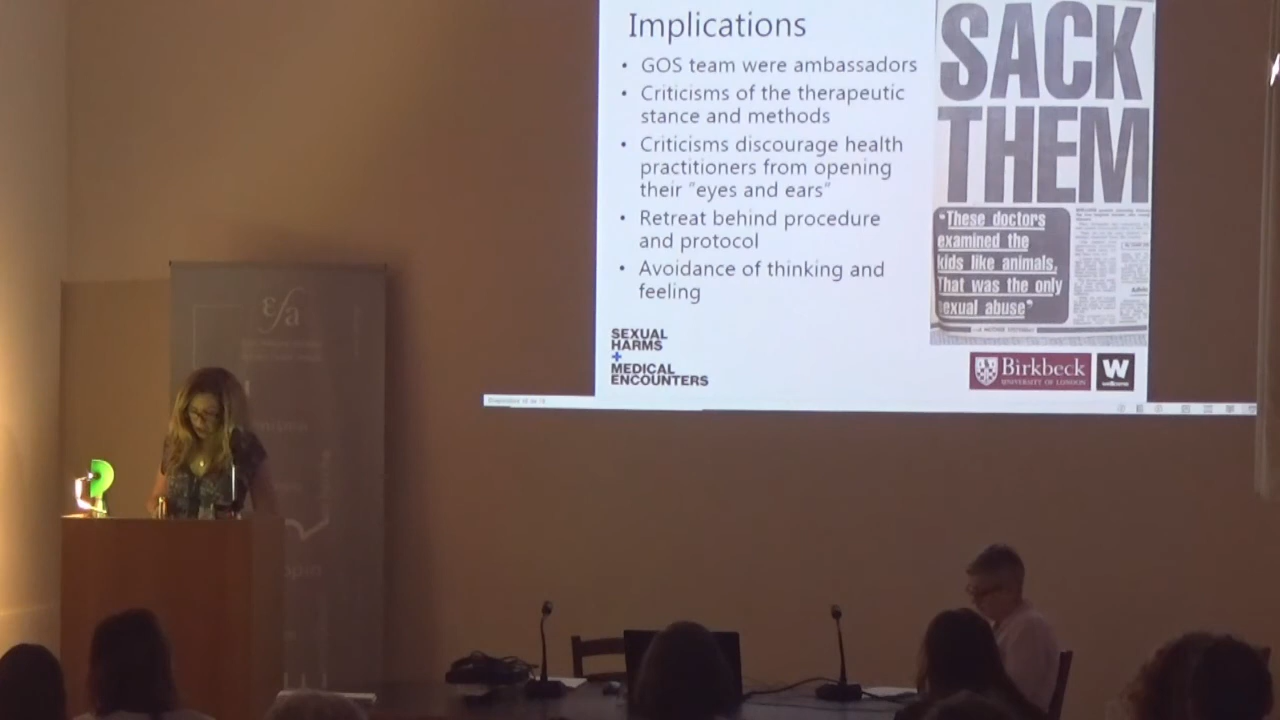 Implications
• GOS team were ambassadors
• Criticisms of the therapeutic
stance and methods
• Criticisms discourage health
practitioners from opening
their "eyes and ears"
• Retreat behind procedure
and protocol
• Avoidance of thinking and
feeling
SEXUAL
HARMS
+
MEDICAL
ENCOUNTERS
SACK
THEM
"These doctors
examined the
kids like animals.
That was the only
sexual abuse"
Birkbeck
UNIVERSITY OF LONDON
W
wellcome
εfa